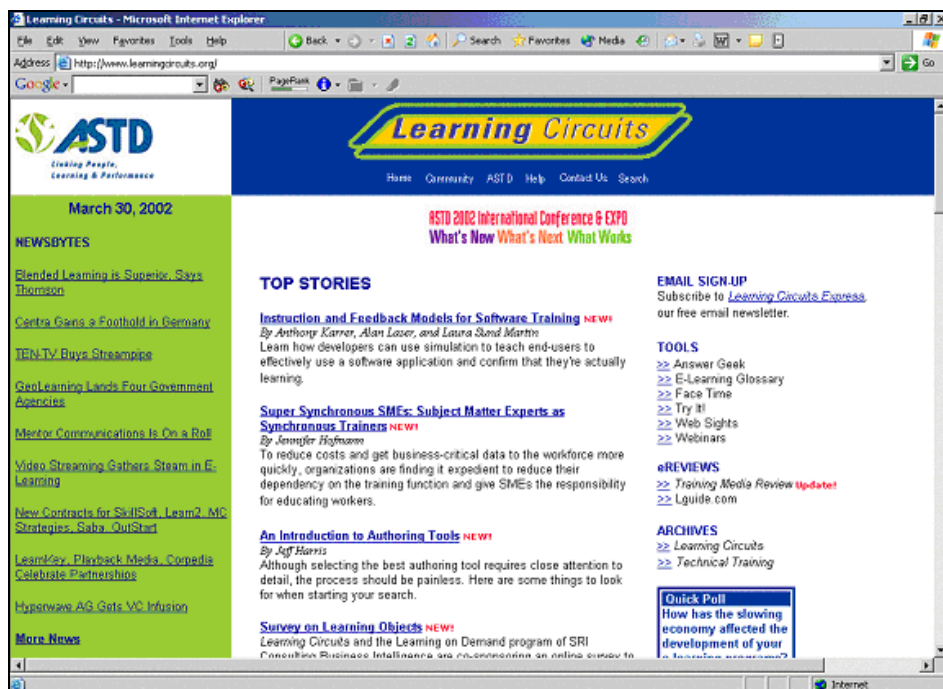 Learning Circuits - Microsoft Internet Explorer
File Edit View Favorites Tools Help
Back Search Favorites Media
Address http://www.learningcircuits.org/ Go
Google PageRank
ASTD
Linking People,
Learning & Performance
Learning Circuits
Home Community ASTD Help Contact Us Search
March 30, 2002
NEWSBYTES
Blended Learning is Superior, Says
Thomson
Centra Gains a Foothold in Germany
TEN-TV Buys Streampipe
GeoLearning Lands Four Government
Agencies
Mentor Communications Is On a Roll
Video Streaming Gathers Steam in E-
Learning
New Contracts for SkillSoft, Learn2, MC
Strategies, Saba, OutStart
LearnKey, Playback Media, Corpedia
Celebrate Partnerships
Hyperwave AG Gets VC Infusion
More News
ASTD 2002 International Conference & EXPO
What's New What's Next What Works
TOP STORIES
Instruction and Feedback Models for Software Training NEW!
By Anthony Karrer, Alan Laser, and Laura Sund Martin
Learn how developers can use simulation to teach end-users to
effectively use a software application and confirm that they're actually
learning.
Super Synchronous SMEs: Subject Matter Experts as
Synchronous Trainers NEW!
By Jennifer Hofmann
To reduce costs and get business-critical data to the workforce more
quickly, organizations are finding it expedient to reduce their
dependency on the training function and give SMEs the responsibility
for educating workers.
An Introduction to Authoring Tools NEW!
By Jeff Harris
Although selecting the best authoring tool requires close attention to
detail, the process should be painless. Here are some things to look
for when starting your search.
Survey on Learning Objects NEW!
Learning Circuits and the Learning on Demand program of SRI
Consulting Business Intelligence are co-sponsoring an online survey to
EMAIL SIGN-UP
Subscribe to Learning Circuits Express,
our free email newsletter.
TOOLS
>> Answer Geek
>> E-Learning Glossary
>> Face Time
>> Try It!
>> Web Sights
>> Webinars
eREVIEWS
>> Training Media Review Update!
>> Lguide.com
ARCHIVES
>> Learning Circuits
>> Technical Training
Quick Poll
How has the slowing
economy affected the
development of your
e-learning programs?
Internet